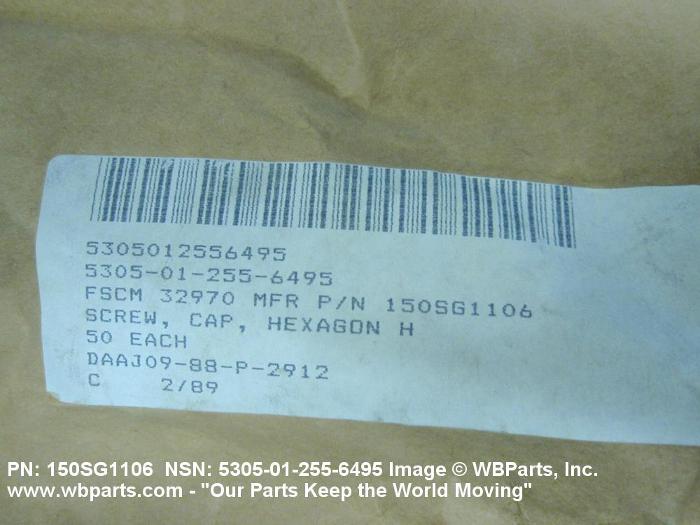 5305012556495
5305-01-255-6495
FSCM 32970 MFR P/N 150SG1106
SCREW, CAP, HEXAGON H
50 EACH
DAAJ09-88-P-2912
C 2/89
PN: 150SG1106 NSN: 5305-01-255-6495 Image © WBParts, Inc.
www.wbparts.com - "Our Parts Keep the World Moving"